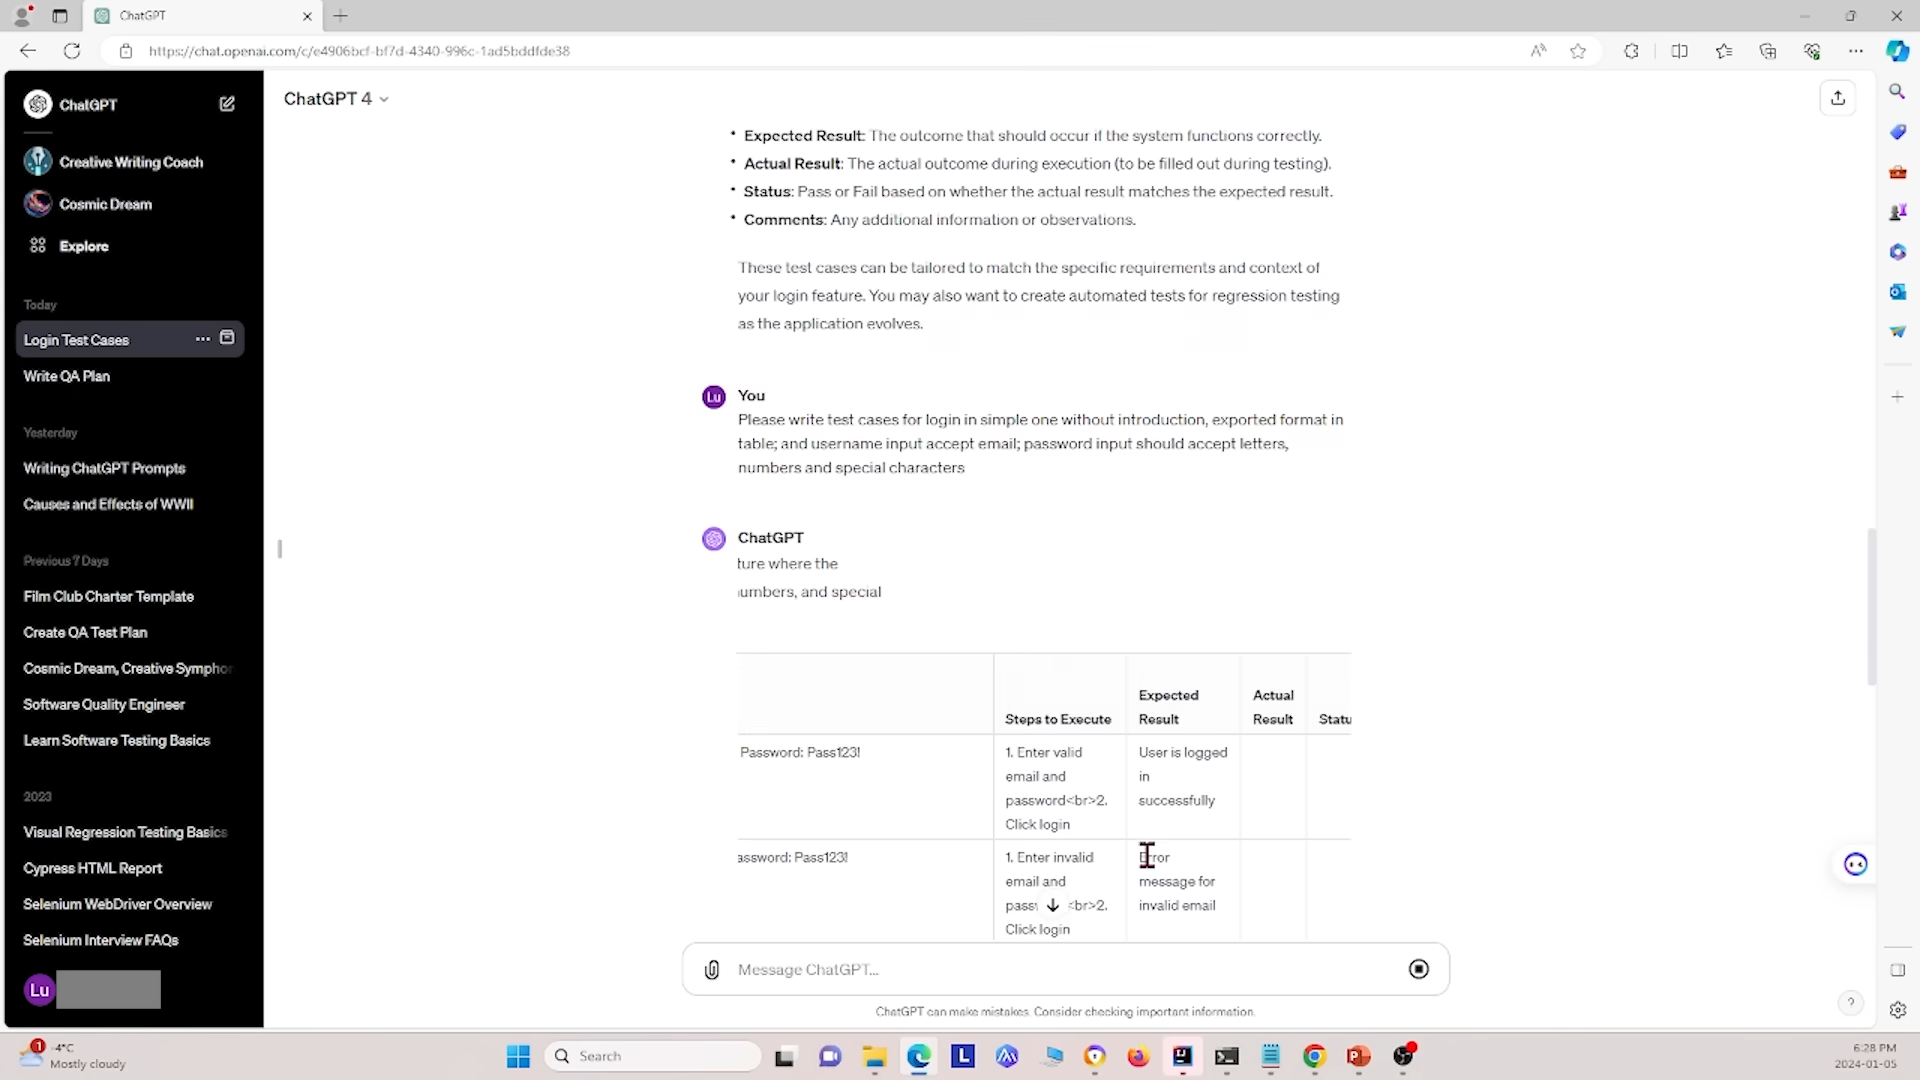 ChatGPT
https://chat.openai.com/c/e4906bcf-bf7d-4340-996c-1ad5bddfde38
ChatGPT
Creative Writing Coach
Cosmic Dream
Explore
Today
Login Test Cases
Write QA Plan
Yesterday
Writing ChatGPT Prompts
Causes and Effects of WWII
Previous 7 Days
Film Club Charter Template
Create QA Test Plan
Cosmic Dream, Creative Symphor
Software Quality Engineer
Learn Software Testing Basics
2023
Visual Regression Testing Basics
Cypress HTML Report
Selenium WebDriver Overview
Selenium Interview FAQs
Lu
ChatGPT 4
• Expected Result: The outcome that should occur if the system functions correctly.
• Actual Result: The actual outcome during execution (to be filled out during testing).
• Status: Pass or Fail based on whether the actual result matches the expected result.
• Comments: Any additional information or observations.
These test cases can be tailored to match the specific requirements and context of
your login feature. You may also want to create automated tests for regression testing
as the application evolves.
Lu
You
Please write test cases for login in simple one without introduction, exported format in
table; and username input accept email; password input should accept letters,
numbers and special characters
ChatGPT
ture where the
umbers, and special
Steps to Execute
Expected
Result
Actual
Result
Statu
Password: Pass123!
1. Enter valid
email and
password<br>2.
Click login
User is logged
in
successfully
assword: Pass123!
1. Enter invalid
email and
passw <br>2.
Click login
Error
message for
invalid email
Message ChatGPT...
ChatGPT can make mistakes. Consider checking important information.
?
1
-4°C
Mostly cloudy
Search
L
6:28 PM
2024-01-05